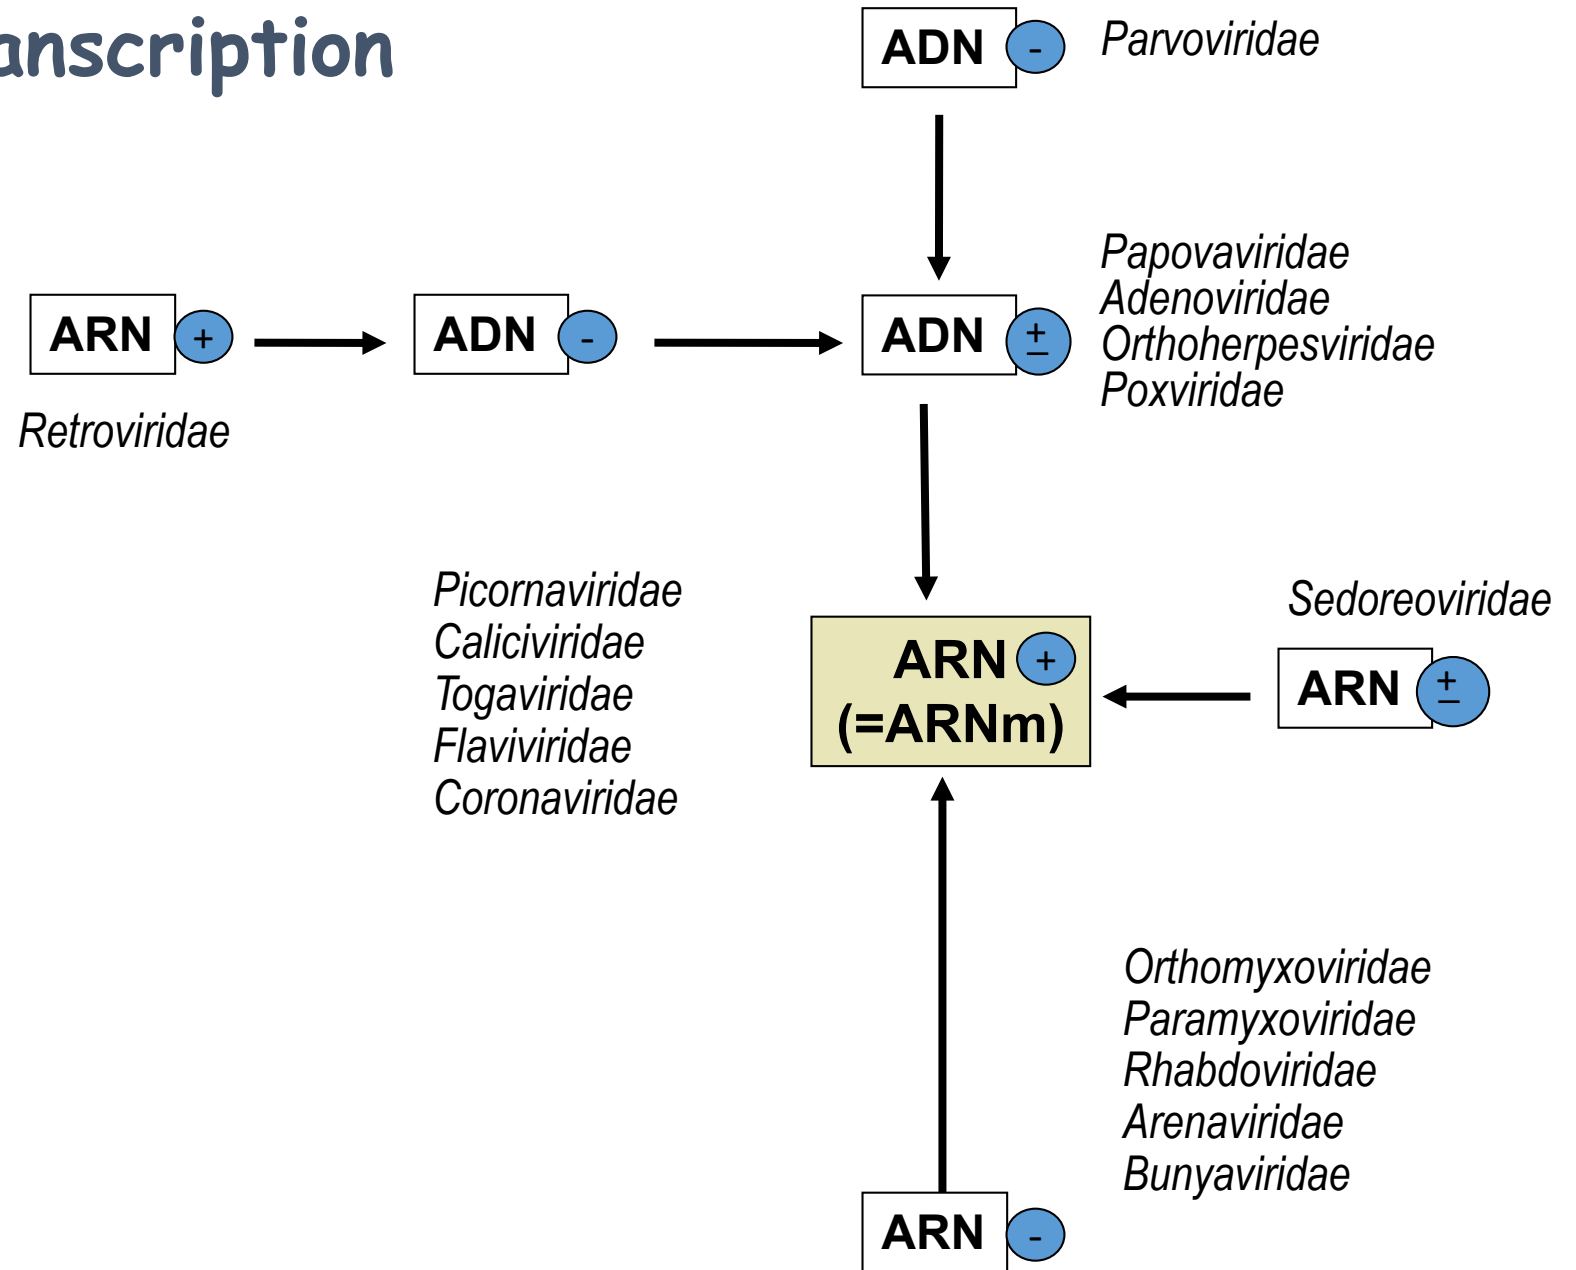 anscription
ADN -
Parvoviridae
Papovaviridae
Adenoviridae
Orthoherpesviridae
Poxviridae
ARN +
ADN -
ADN ±
Retroviridae
Picornaviridae
Caliciviridae
Togaviridae
Flaviviridae
Coronaviridae
ARN +
(=ARNm)
Sedoreoviridae
ARN ±
Orthomyxoviridae
Paramyxoviridae
Rhabdoviridae
Arenaviridae
Bunyaviridae
ARN -